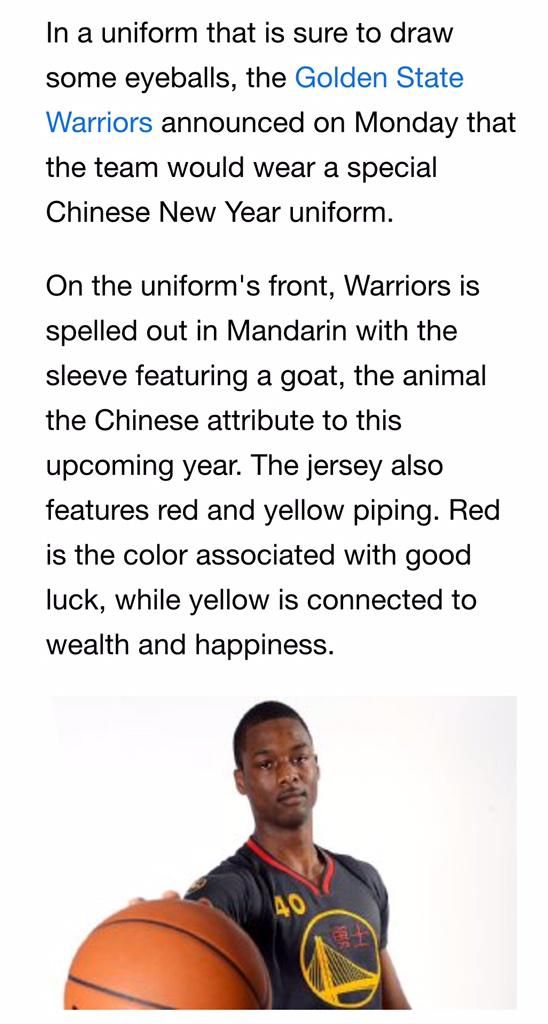 In a uniform that is sure to draw
some eyeballs, the Golden State
Warriors announced on Monday that
the team would wear a special
Chinese New Year uniform.
On the uniform's front, Warriors is
spelled out in Mandarin with the
sleeve featuring a goat, the animal
the Chinese attribute to this
upcoming year. The jersey also
features red and yellow piping. Red
is the color associated with good
luck, while yellow is connected to
wealth and happiness.
40
勇士